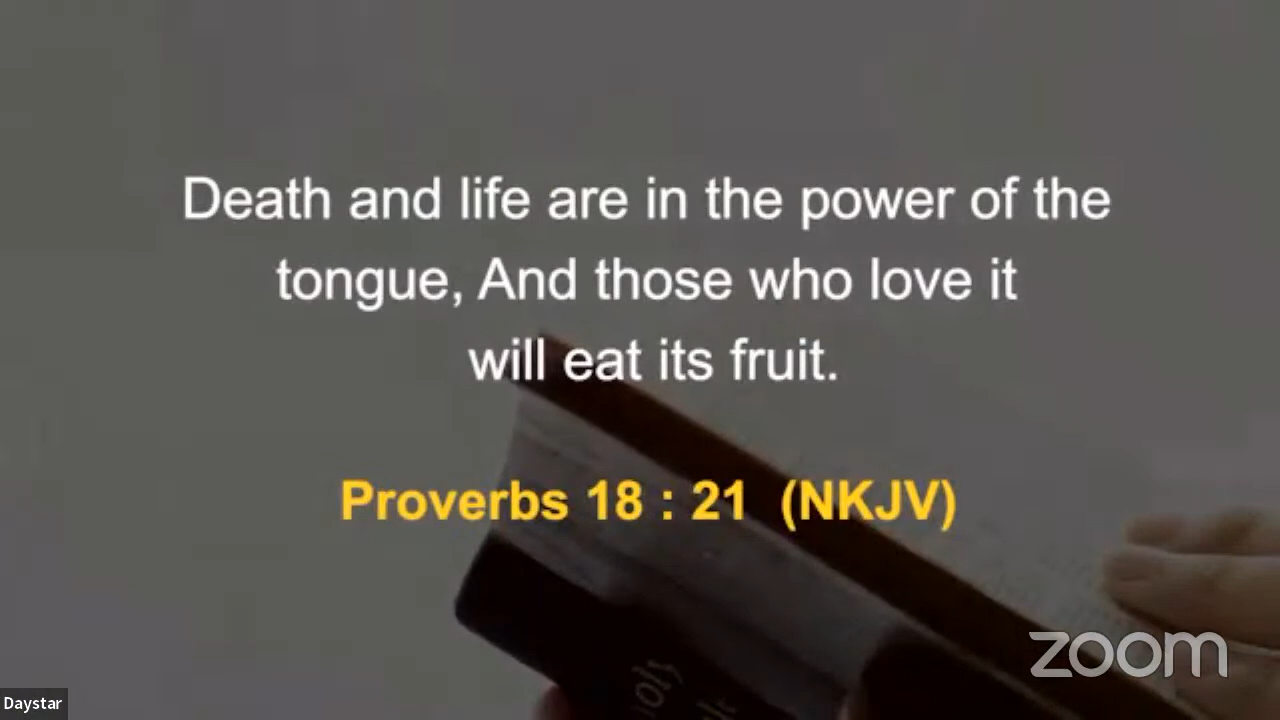 Death and life are in the power of the
tongue, And those who love it
will eat its fruit.
Proverbs 18 : 21 (NKJV)
zoom
Daystar